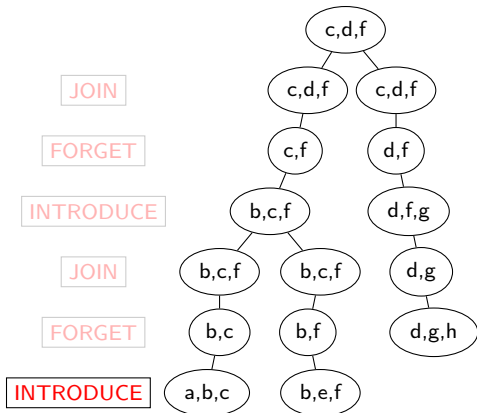 c,d,f
JOIN c,d,f c,d,f
FORGET c,f d,f
INTRODUCE b,c,f d,f,g
JOIN b,c,f b,c,f d,g
FORGET b,c b,f d,g,h
INTRODUCE a,b,c b,e,f